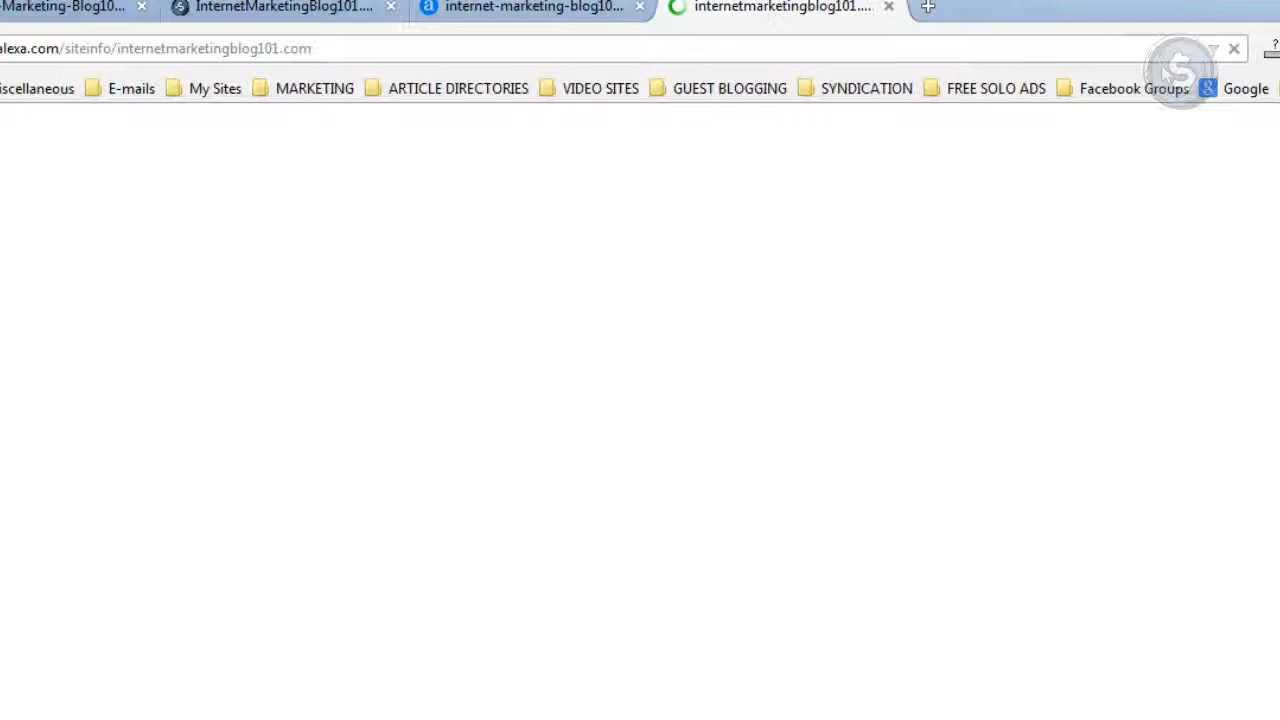 -Marketing-Blog10... InternetMarketingBlog101.... internet-marketing-blog10... internetmarketingblog101....
alexa.com/siteinfo/internetmarketingblog101.com
iscellaneous E-mails My Sites MARKETING ARTICLE DIRECTORIES VIDEO SITES GUEST BLOGGING SYNDICATION FREE SOLO ADS Facebook Groups Google